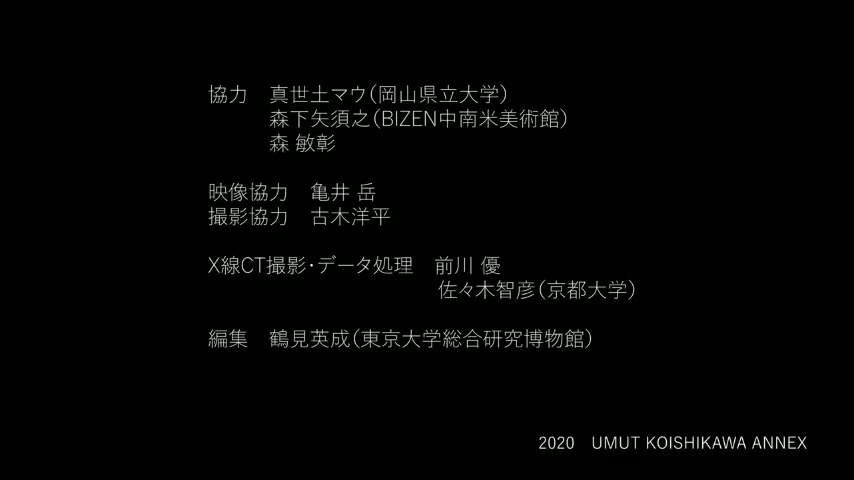 協力　真世土マウ（岡山県立大学）
森下矢須之（BIZEN中南米美術館）
森 敏彰
映像協力　亀井 岳
撮影協力　古木洋平
X線CT撮影・データ処理　前川 優
佐々木智彦（京都大学）
編集　鶴見英成（東京大学総合研究博物館）
2020　UMUT KOISHIKAWA ANNEX